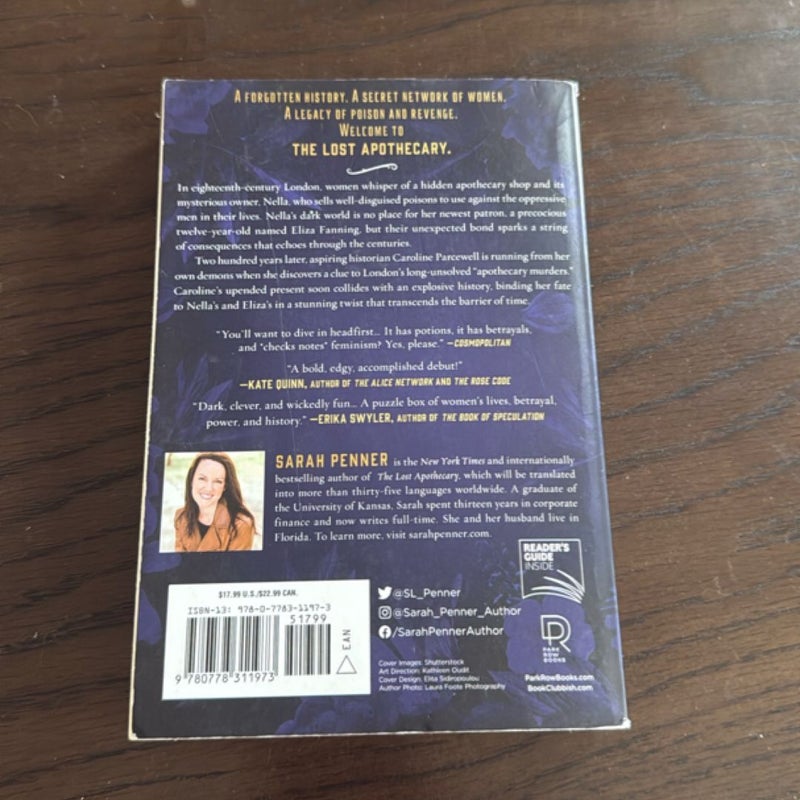 A FORGOTTEN HISTORY. A SECRET NETWORK OF WOMEN.
A LEGACY OF POISON AND REVENGE.
WELCOME TO
THE LOST APOTHECARY.
In eighteenth-century London, women whisper of a hidden apothecary shop and its
mysterious owner, Nella, who sells well-disguised poisons to use against the oppressive
men in their lives. Nella's dark world is no place for her newest patron, a precocious
twelve-year-old named Eliza Fanning, but their unexpected bond sparks a string
of consequences that echoes through the centuries.
Two hundred years later, aspiring historian Caroline Parcewell is running from her
own demons when she discovers a clue to London's long-unsolved "apothecary murders."
Caroline's upended present soon collides with an explosive history, binding her fate
to Nella's and Eliza's in a stunning twist that transcends the barrier of time.
"You'll want to dive in headfirst... It has potions, it has betrayals,
and *checks notes* feminism? Yes, please." —COSMOPOLITAN
"A bold, edgy, accomplished debut!"
—KATE QUINN, AUTHOR OF THE ALICE NETWORK AND THE ROSE CODE
"Dark, clever, and wickedly fun... A puzzle box of women's lives, betrayal,
power, and history." —ERIKA SWYLER, AUTHOR OF THE BOOK OF SPECULATION
SARAH PENNER is the New York Times and internationally
bestselling author of The Lost Apothecary, which will be translated
into more than thirty-five languages worldwide. A graduate of
the University of Kansas, Sarah spent thirteen years in corporate
finance and now writes full-time. She and her husband live in
Florida. To learn more, visit sarahpenner.com.
READER'S
GUIDE
INSIDE
$17.99 U.S./$22.99 CAN.
ISBN-13: 978-0-7783-1197-3
51799
EAN
9 780778 311973
@SL_Penner
@Sarah_Penner_Author
/SarahPennerAuthor
Cover Images: Shutterstock
Art Direction: Kathleen Oudit
Cover Design: Elita Sidiropoulou
Author Photo: Laura Foote Photography
PARK
ROW
BOOKS
ParkRowBooks.com
BookClubbish.com